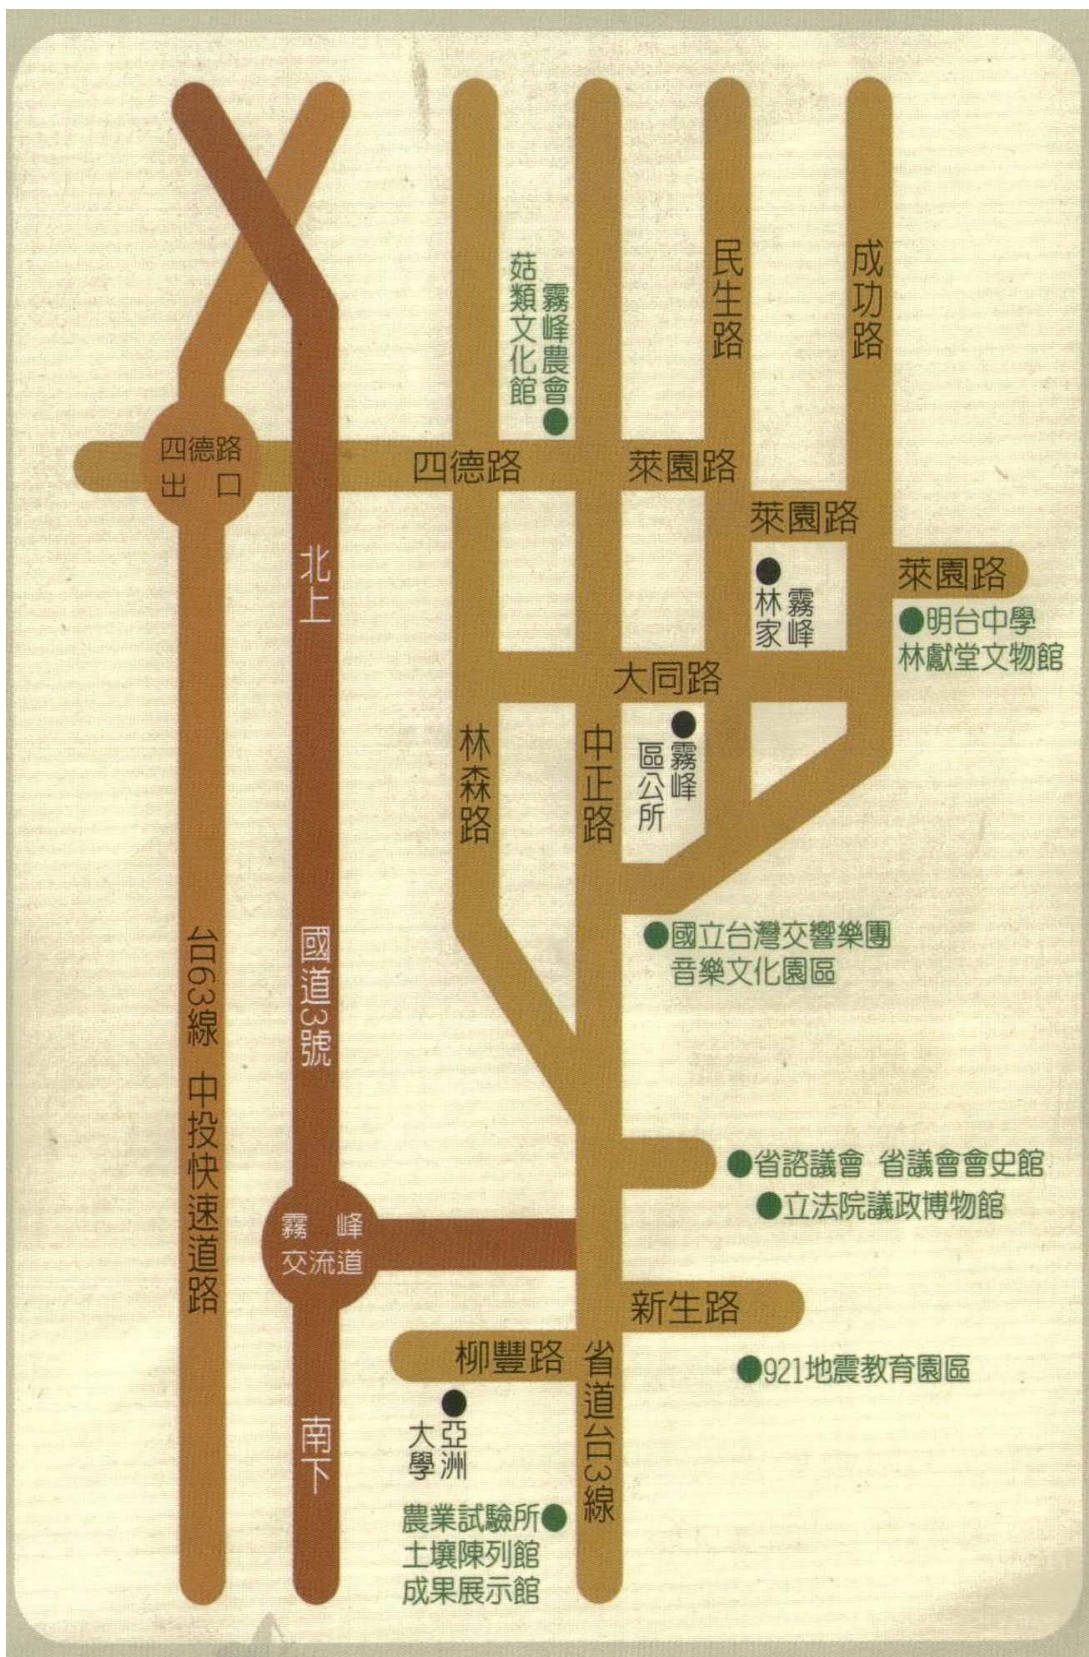 民生路
成功路
霧峰農會
菇類文化館
四德路
出口
四德路
萊園路
萊園路
萊園路
北上
霧峰
林家
明台中學
林獻堂文物館
大同路
林森路
中正路
霧峰
區公所
台63線 中投快速道路
國道3號
國立台灣交響樂團
音樂文化園區
省諮議會 省議會會史館
立法院議政博物館
霧峰
交流道
新生路
柳豐路
省道台3線
921地震教育園區
南下
亞洲
大學
農業試驗所
土壤陳列館
成果展示館